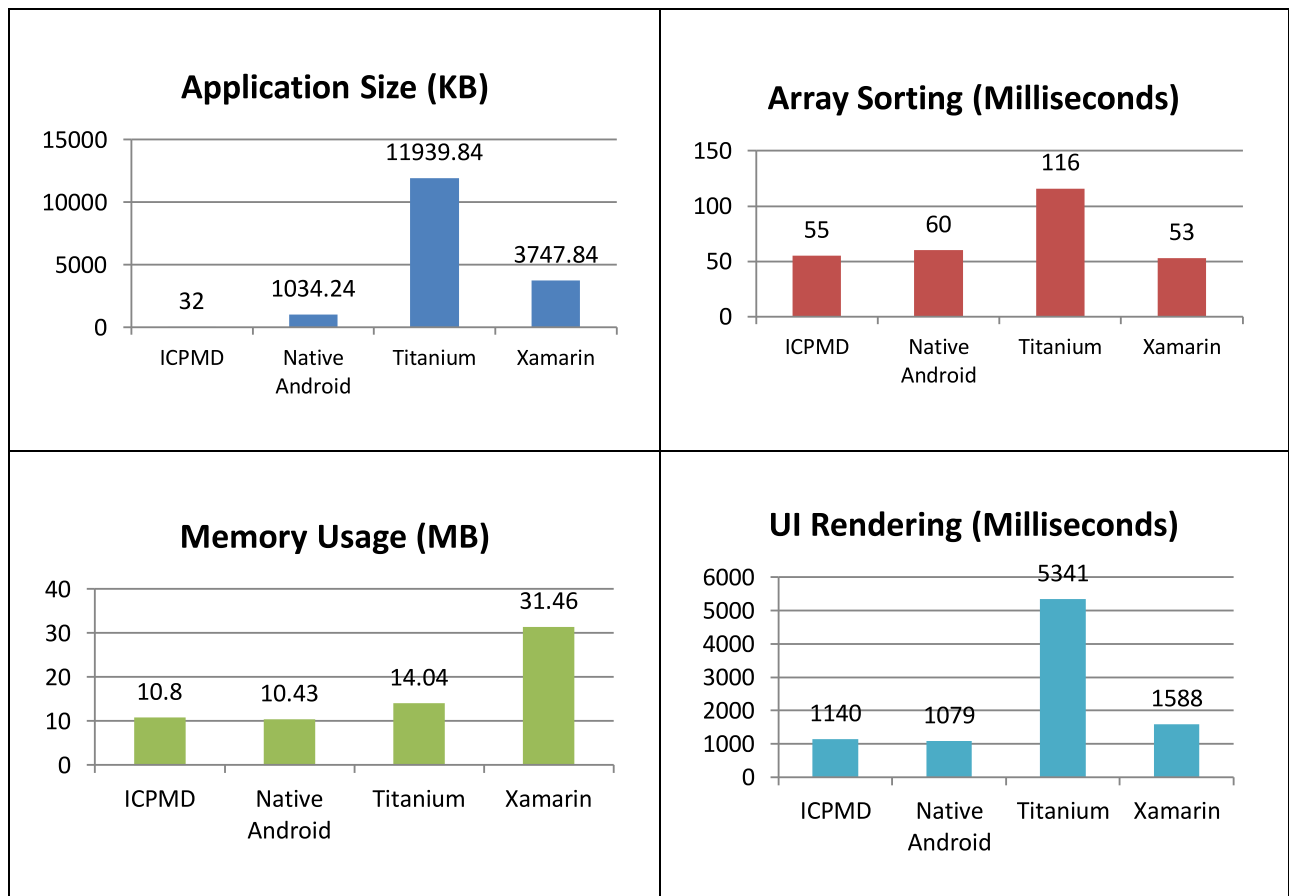 Application Size (KB)
15000
10000
5000
0
32
1034.24
11939.84
3747.84
ICPMD
Native
Android
Titanium
Xamarin
Array Sorting (Milliseconds)
150
100
50
0
55
60
116
53
ICPMD
Native
Android
Titanium
Xamarin
Memory Usage (MB)
40
30
20
10
0
10.8
10.43
14.04
31.46
ICPMD
Native
Android
Titanium
Xamarin
UI Rendering (Milliseconds)
6000
5000
4000
3000
2000
1000
0
1140
1079
5341
1588
ICPMD
Native
Android
Titanium
Xamarin